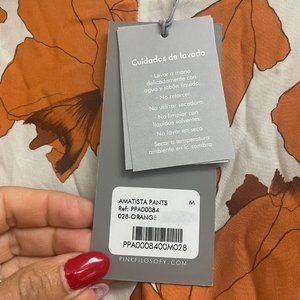 Cuidados de lavado
- Lavar a mano
delicadamente con
agua y jabón líquido.
- No retorcer.
No utilizar secadora.
- No limpiar con
líquidos solventes.
- No lavar en seco.
- Secar a temperatura
ambiente en la sombra.
AMATISTA PANTS M
Ref: PPA00084
028-ORANGE
PPA0008400M028
PINKFILOSOFY.COM